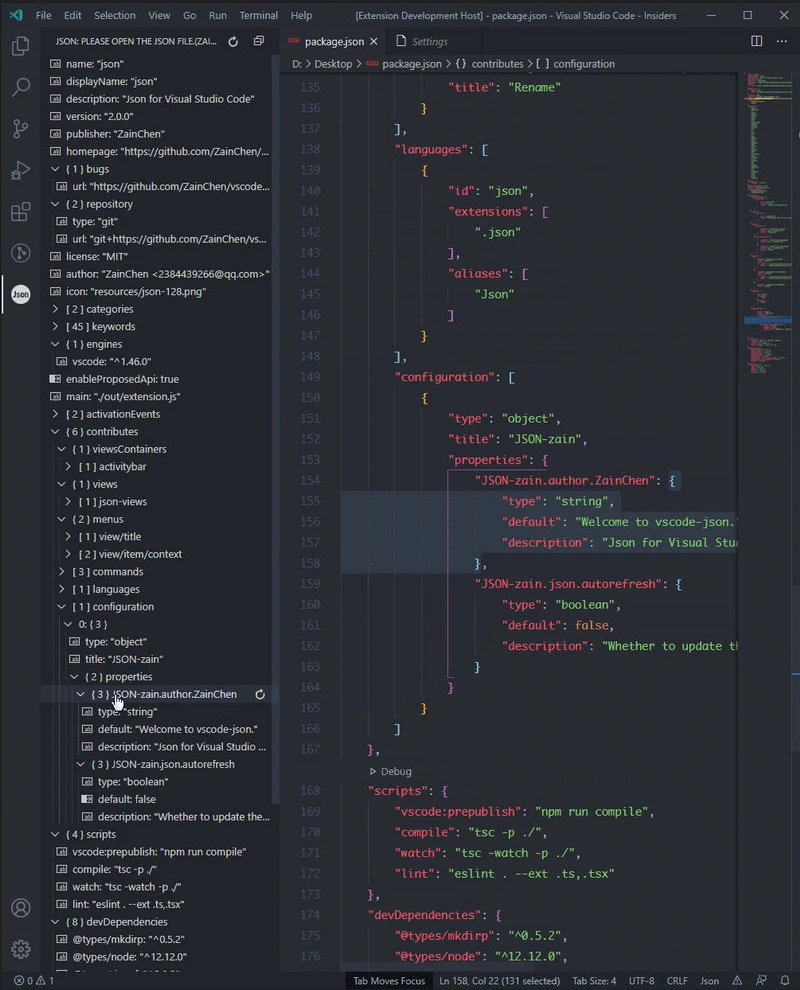 File Edit Selection View Go Run Terminal Help [Extension Development Host] - package.json - Visual Studio Code - Insiders
JSON: PLEASE OPEN THE JSON FILE.(ZAI...
name: "json"
displayName: "json"
description: "Json for Visual Studio Code"
version: "2.0.0"
publisher: "ZainChen"
homepage: "https://github.com/ZainChen/...
{ 1 } bugs
url: "https://github.com/ZainChen/vscode...
{ 2 } repository
type: "git"
url: "git+https://github.com/ZainChen/vs...
license: "MIT"
author: "ZainChen <2384439266@qq.com>"
icon: "resources/json-128.png"
[ 2 ] categories
[ 45 ] keywords
{ 1 } engines
vscode: "^1.46.0"
enableProposedApi: true
main: "./out/extension.js"
[ 2 ] activationEvents
{ 6 } contributes
{ 1 } viewsContainers
[ 1 ] activitybar
{ 1 } views
[ 1 ] json-views
{ 2 } menus
[ 1 ] view/title
[ 2 ] view/item/context
[ 3 ] commands
[ 1 ] languages
[ 1 ] configuration
0: { 3 }
type: "object"
title: "JSON-zain"
{ 2 } properties
{ 3 } JSON-zain.author.ZainChen
type: "string"
default: "Welcome to vscode-json."
description: "Json for Visual Studio ...
{ 3 } JSON-zain.json.autorefresh
type: "boolean"
default: false
description: "Whether to update the...
{ 4 } scripts
vscode:prepublish: "npm run compile"
compile: "tsc -p ./"
watch: "tsc -watch -p ./"
lint: "eslint . --ext .ts,.tsx"
{ 8 } devDependencies
@types/mkdirp: "^0.5.2"
@types/node: "^12.12.0"
Json
package.json Settings
D: > Desktop > package.json > { } contributes > [ ] configuration
135 "title": "Rename"
136 }
137 ],
138 "languages": [
139 {
140 "id": "json",
141 "extensions": [
142 ".json"
143 ],
144 "aliases": [
145 "Json"
146 ]
147 }
148 ],
149 "configuration": [
150 {
151 "type": "object",
152 "title": "JSON-zain",
153 "properties": {
154 "JSON-zain.author.ZainChen": {
155 "type": "string",
156 "default": "Welcome to vscode-json.
157 "description": "Json for Visual Stu
158 },
159 "JSON-zain.json.autorefresh": {
160 "type": "boolean",
161 "default": false,
162 "description": "Whether to update th
163 }
164 }
165 }
166 ]
167 },
Debug
168 "scripts": {
169 "vscode:prepublish": "npm run compile",
170 "compile": "tsc -p ./",
171 "watch": "tsc -watch -p ./",
172 "lint": "eslint . --ext .ts,.tsx"
173 },
174 "devDependencies": {
175 "@types/mkdirp": "^0.5.2",
176 "@types/node": "^12.12.0",
0 1 Tab Moves Focus Ln 158, Col 22 (131 selected) Tab Size: 4 UTF-8 CRLF Json